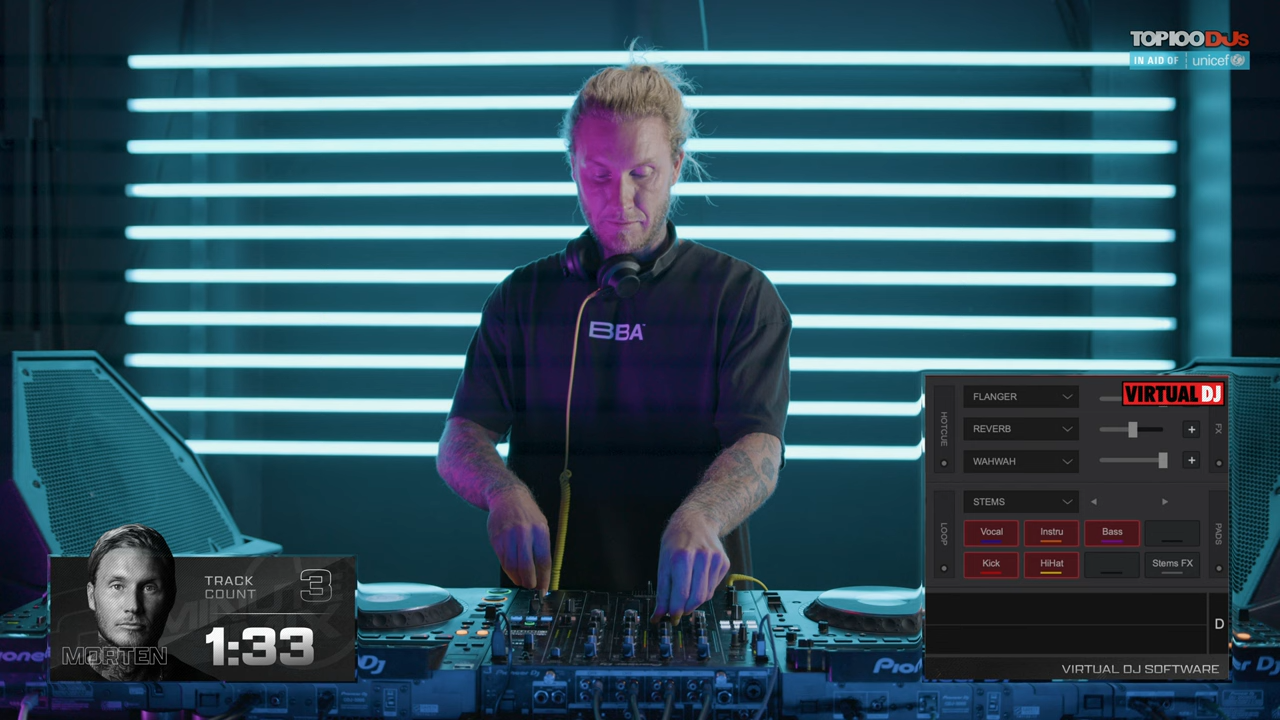 TOP100DJs
IN AID OF unicef
BBA
VIRTUAL DJ
HOTCUE
FLANGER
REVERB
+
WAHWAH
+
FX
LOOP
STEMS
Vocal Instru Bass
Kick HiHat Stems FX
PADS
D
VIRTUAL DJ SOFTWARE
TRACK
COUNT
3
1:33
MORTEN